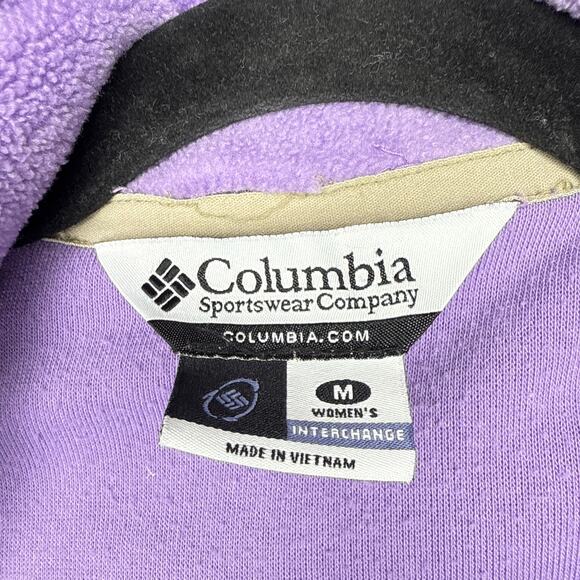 Columbia
Sportswear Company
COLUMBIA.COM
M
WOMEN'S
INTERCHANGE
MADE IN VIETNAM